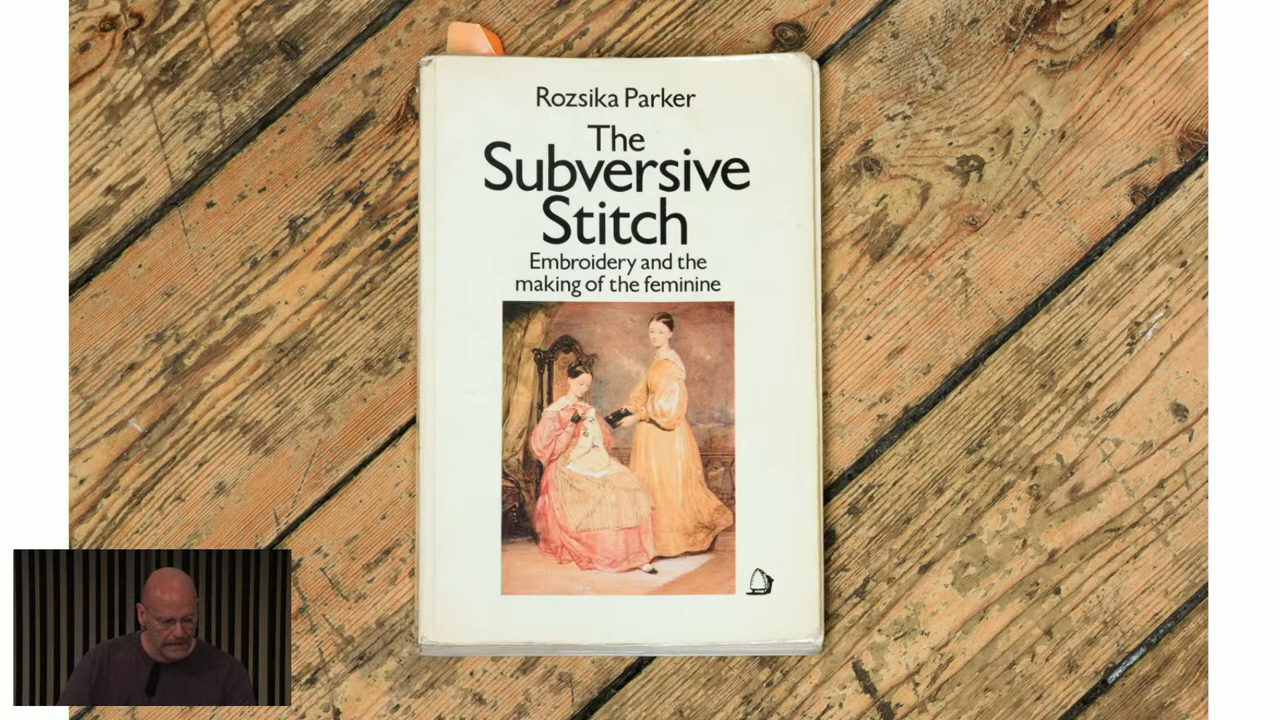 Rozsika Parker
The
Subversive
Stitch
Embroidery and the
making of the feminine